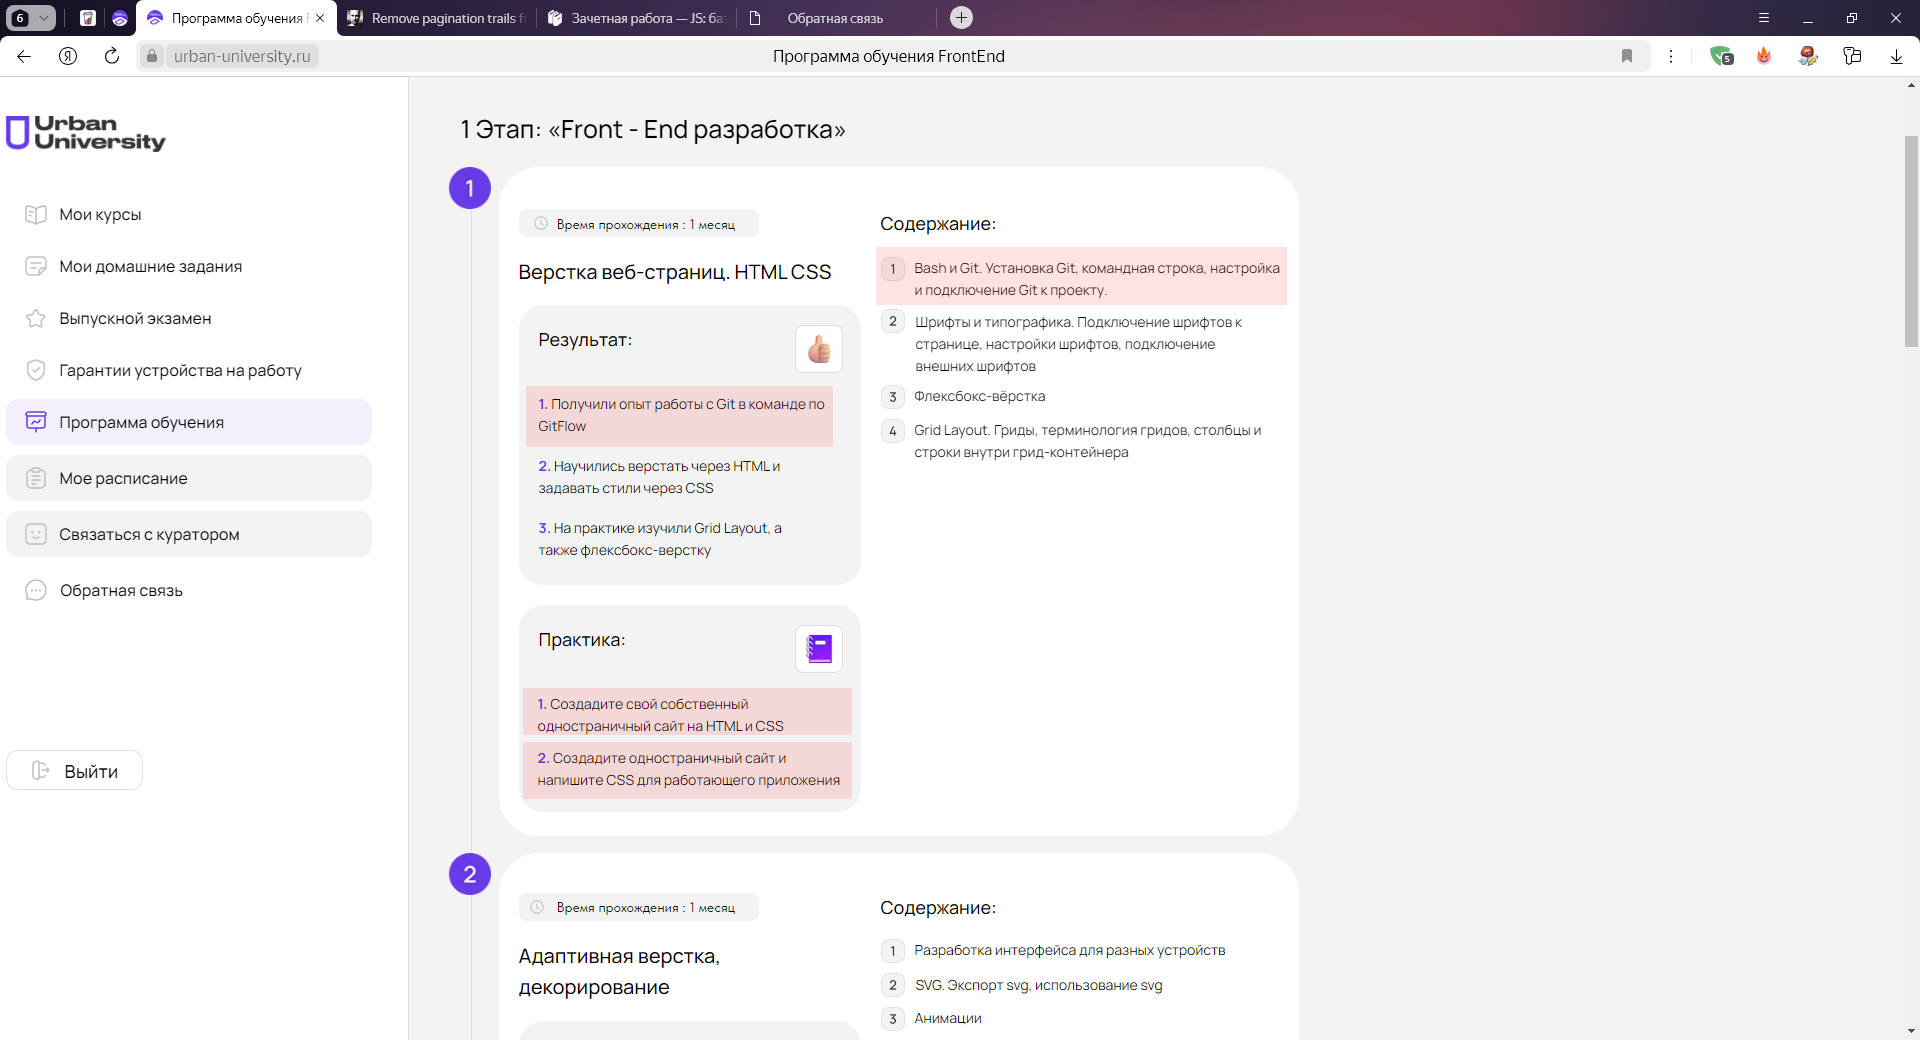 6
Программа обучения F
Remove pagination trails f
Зачетная работа — JS: ба
Обратная связь
Я
urban-university.ru
Программа обучения FrontEnd
5
Urban
University
Мои курсы
Мои домашние задания
Выпускной экзамен
Гарантии устройства на работу
Программа обучения
Мое расписание
Связаться с куратором
Обратная связь
Выйти
1 Этап: «Front - End разработка»
1
Время прохождения : 1 месяц
Верстка веб-страниц. HTML CSS
Результат:
1. Получили опыт работы с Git в команде по
GitFlow
2. Научились верстать через HTML и
задавать стили через CSS
3. На практике изучили Grid Layout, а
также флексбокс-верстку
Практика:
1. Создадите свой собственный
одностраничный сайт на HTML и CSS
2. Создадите одностраничный сайт и
напишите CSS для работающего приложения
Содержание:
1 Bash и Git. Установка Git, командная строка, настройка
и подключение Git к проекту.
2 Шрифты и типографика. Подключение шрифтов к
странице, настройки шрифтов, подключение
внешних шрифтов
3 Флексбокс-вёрстка
4 Grid Layout. Гриды, терминология гридов, столбцы и
строки внутри грид-контейнера
2
Время прохождения : 1 месяц
Адаптивная верстка,
декорирование
Содержание:
1 Разработка интерфейса для разных устройств
2 SVG. Экспорт svg, использование svg
3 Анимации